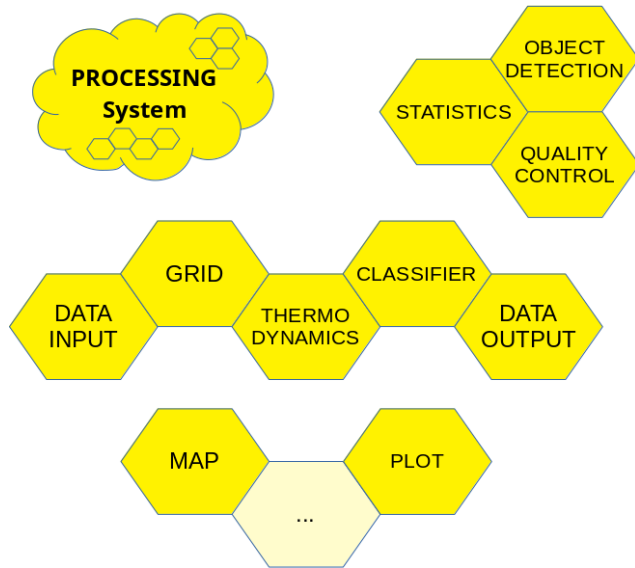 PROCESSING
System
OBJECT
DETECTION
STATISTICS
QUALITY
CONTROL
GRID
CLASSIFIER
DATA
INPUT
THERMO
DYNAMICS
DATA
OUTPUT
MAP
PLOT
...